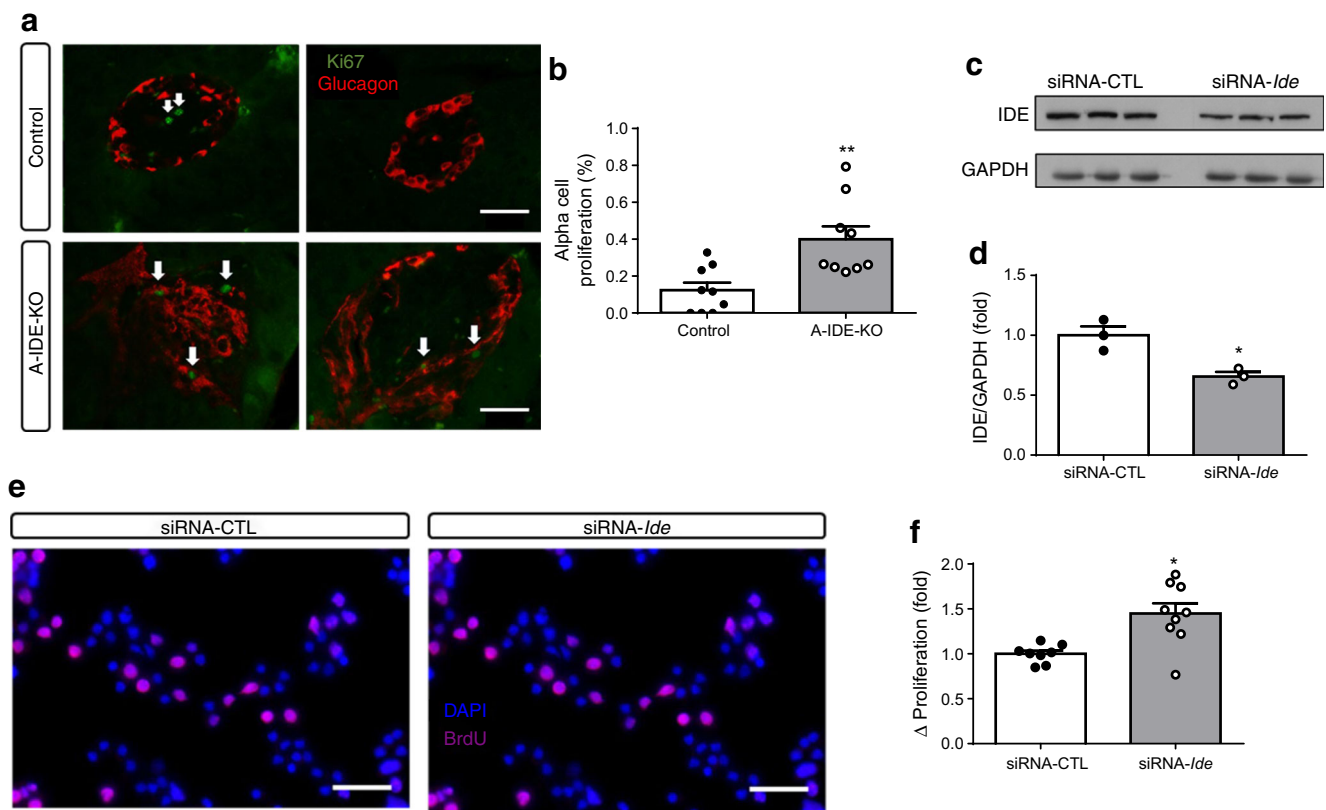 a
Control
A-IDE-KO
Ki67
Glucagon
b
Alpha cell
proliferation (%)
1.0
0.8
0.6
0.4
0.2
0.0
**
Control
A-IDE-KO
c
siRNA-CTL
siRNA-Ide
IDE
GAPDH
d
IDE/GAPDH (fold)
1.5
1.0
0.5
0.0
*
siRNA-CTL
siRNA-Ide
e
siRNA-CTL
siRNA-Ide
DAPI
BrdU
f
Δ Proliferation (fold)
2.0
1.5
1.0
0.5
0.0
*
siRNA-CTL
siRNA-Ide